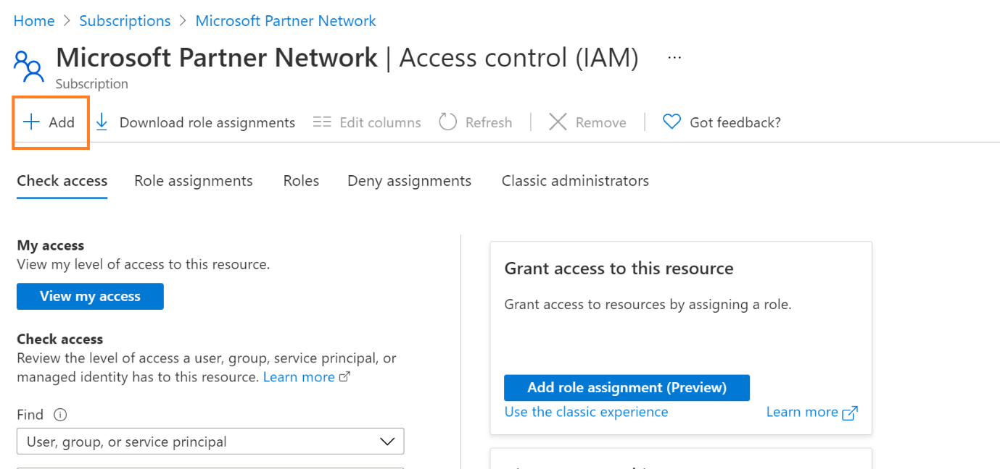 Home > Subscriptions > Microsoft Partner Network
Microsoft Partner Network | Access control (IAM) ...
Subscription
+ Add Download role assignments Edit columns Refresh | Remove | Got feedback?
Check access Role assignments Roles Deny assignments Classic administrators
My access
View my level of access to this resource.
View my access
Check access
Review the level of access a user, group, service principal, or
managed identity has to this resource. Learn more
Find
User, group, or service principal
Grant access to this resource
Grant access to resources by assigning a role.
Add role assignment (Preview)
Use the classic experience Learn more